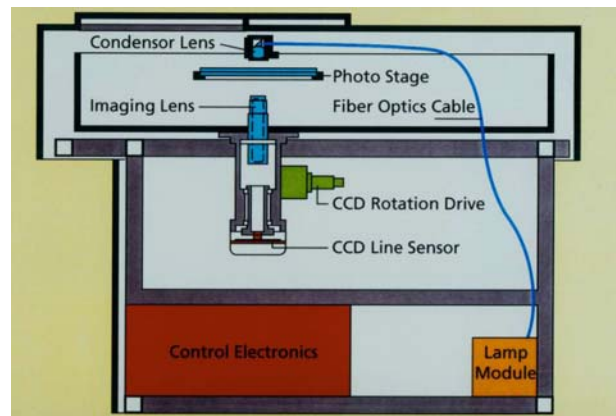 Condensor Lens
Photo Stage
Imaging Lens
Fiber Optics Cable
CCD Rotation Drive
CCD Line Sensor
Control Electronics
Lamp
Module